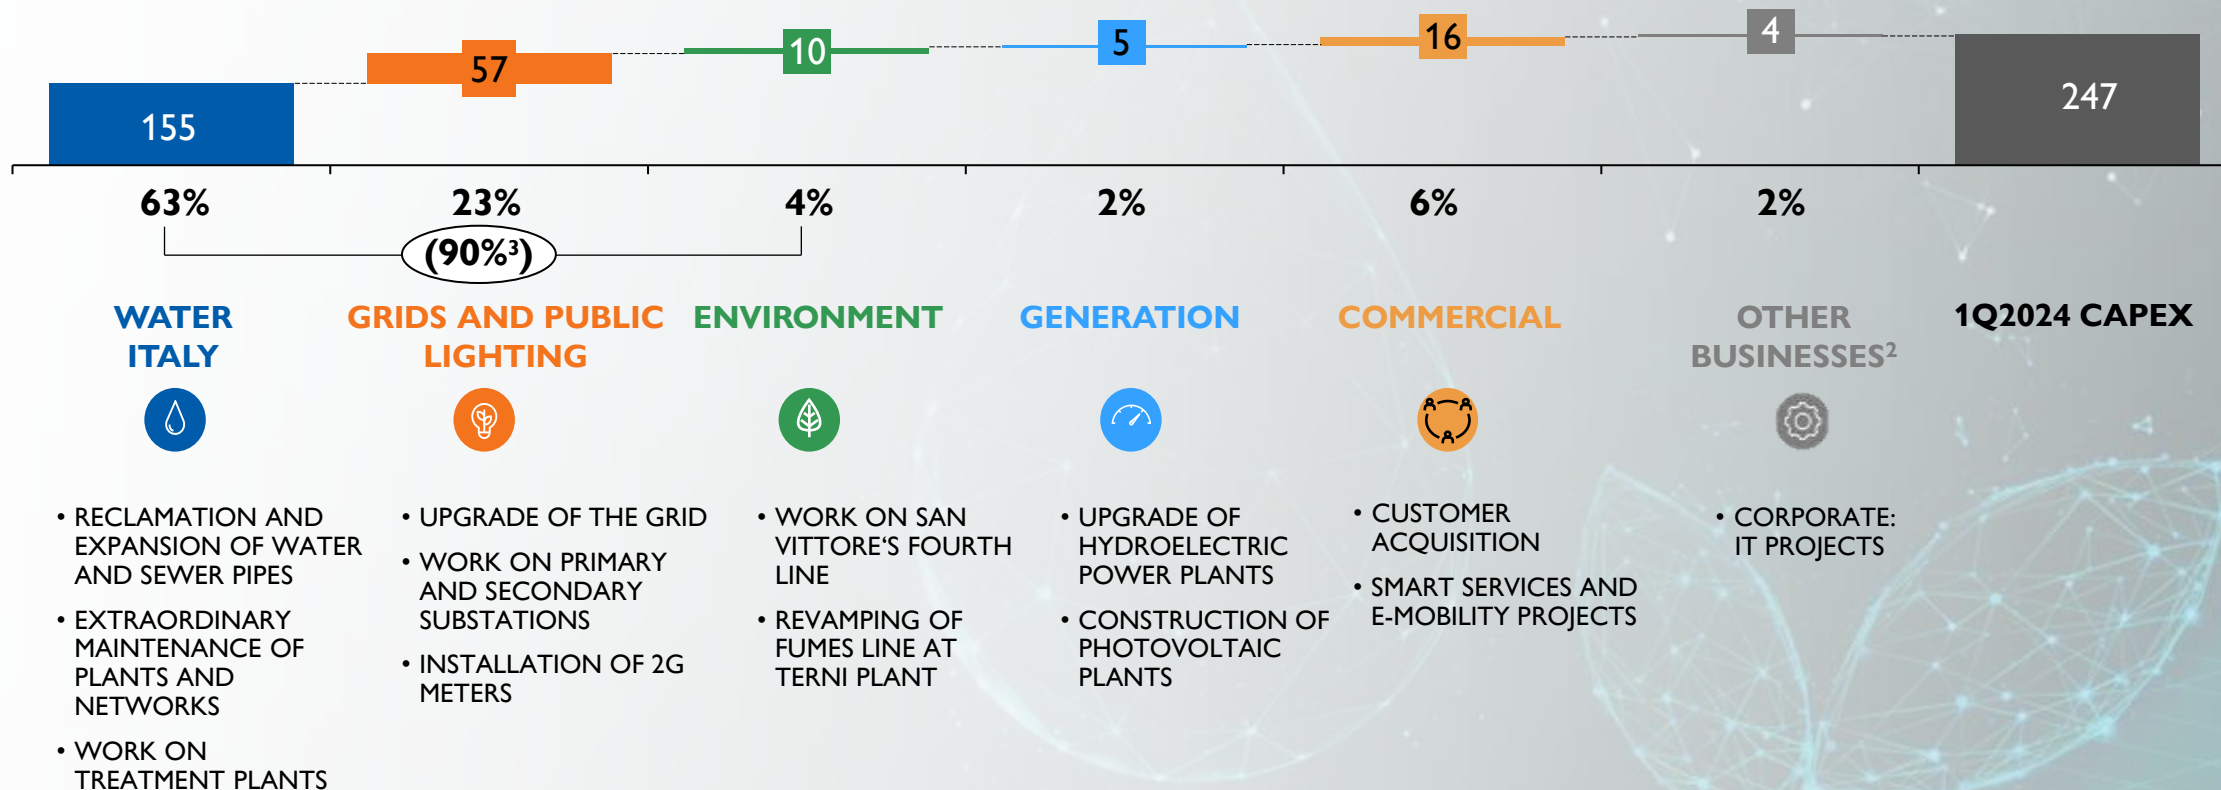 155
57
10
5
16
4
247
63%
23%
4%
2%
6%
2%
(90%³)
WATER
ITALY
GRIDS AND PUBLIC
LIGHTING
ENVIRONMENT
GENERATION
COMMERCIAL
OTHER
BUSINESSES²
1Q2024 CAPEX
• RECLAMATION AND
EXPANSION OF WATER
AND SEWER PIPES
• EXTRAORDINARY
MAINTENANCE OF
PLANTS AND
NETWORKS
• WORK ON
TREATMENT PLANTS
• UPGRADE OF THE GRID
• WORK ON PRIMARY
AND SECONDARY
SUBSTATIONS
• INSTALLATION OF 2G
METERS
• WORK ON SAN
VITTORE‘S FOURTH
LINE
• REVAMPING OF
FUMES LINE AT
TERNI PLANT
• UPGRADE OF
HYDROELECTRIC
POWER PLANTS
• CONSTRUCTION OF
PHOTOVOLTAIC
PLANTS
• CUSTOMER
ACQUISITION
• SMART SERVICES AND
E-MOBILITY PROJECTS
• CORPORATE:
IT PROJECTS